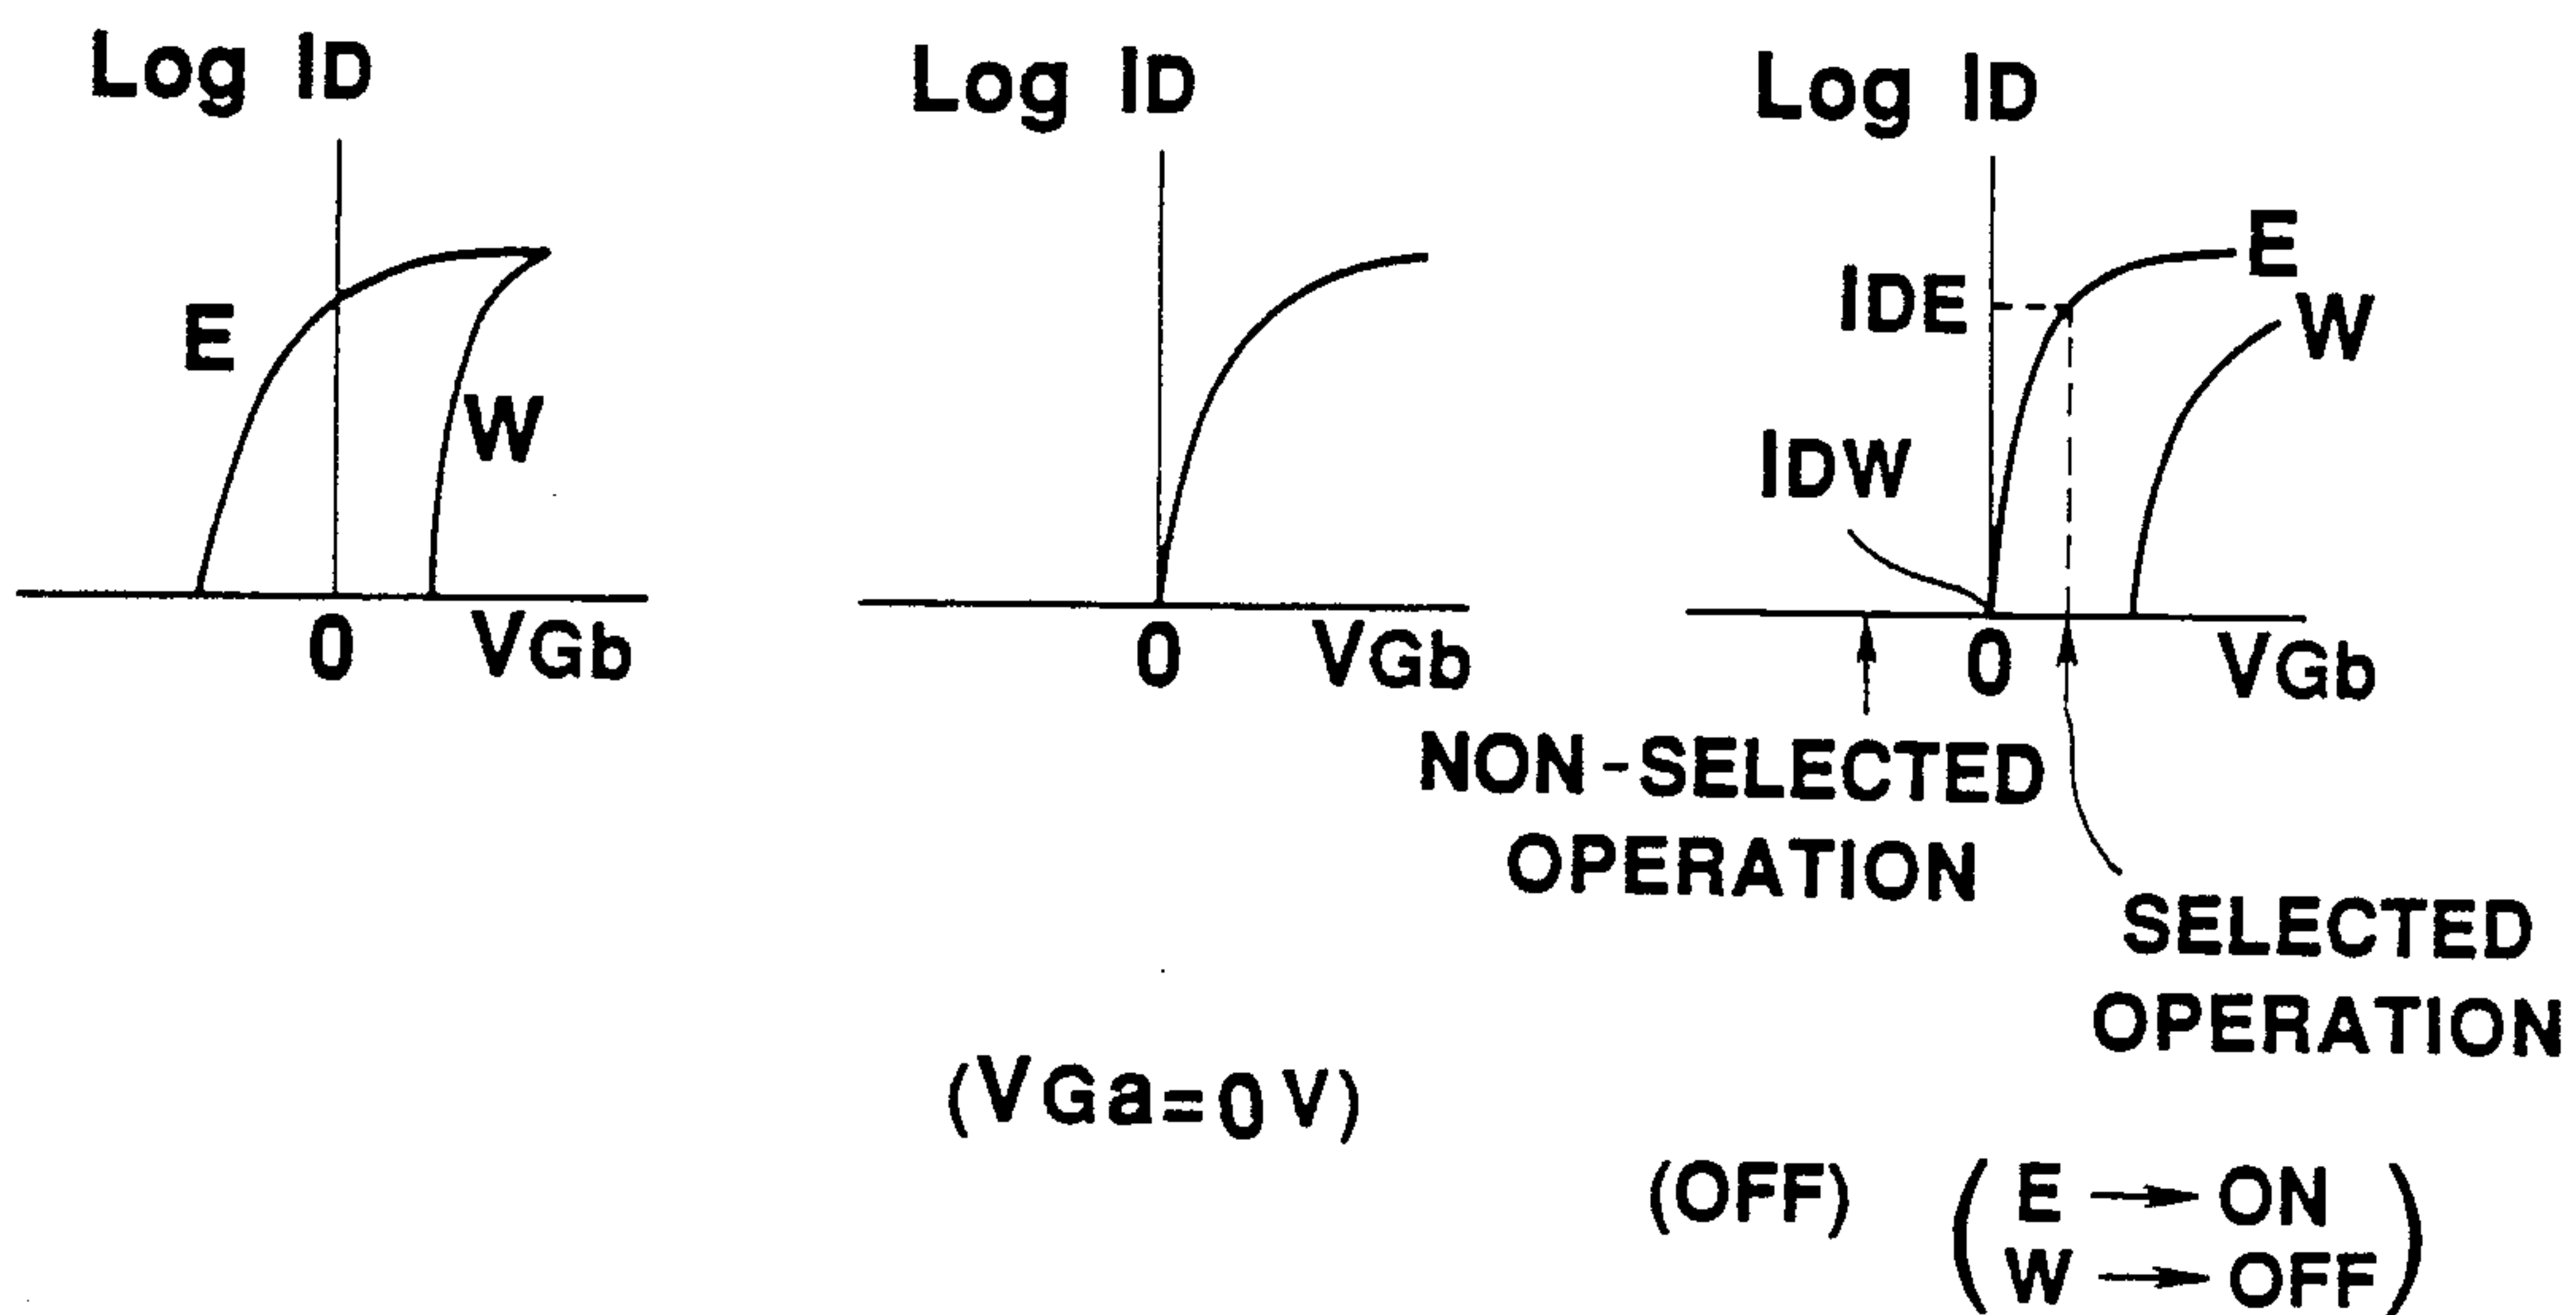 Log ID
E
W
0
VGb
Log ID
0
VGb
(VGa=0V)
Log ID
E
W
IDE
IDW
0
VGb
NON-SELECTED
OPERATION
SELECTED
OPERATION
(OFF)
E → ON
W → OFF